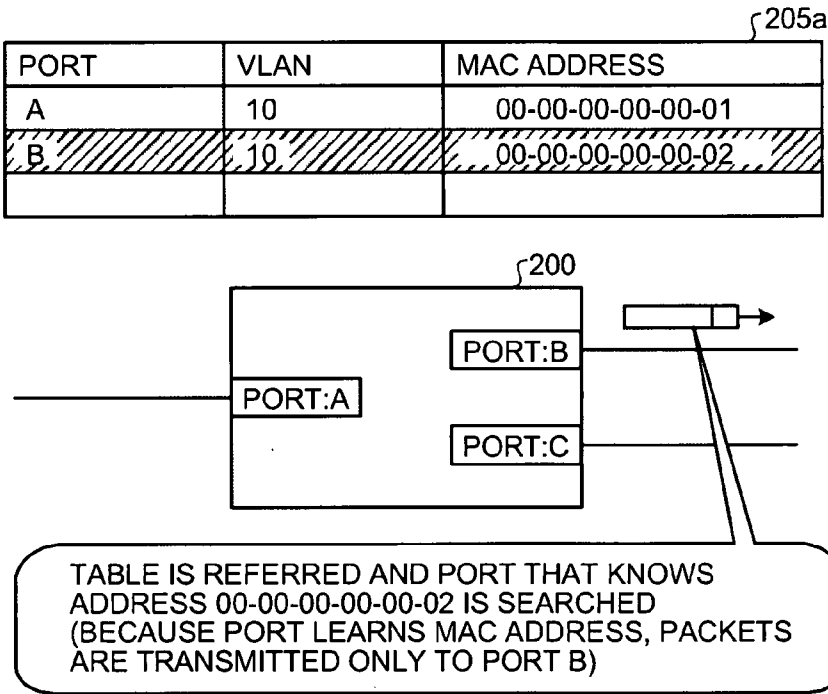 205a
PORT VLAN MAC ADDRESS
A 10 00-00-00-00-00-01
B 10 00-00-00-00-00-02
200
PORT:B
PORT:A
PORT:C
TABLE IS REFERRED AND PORT THAT KNOWS
ADDRESS 00-00-00-00-00-02 IS SEARCHED
(BECAUSE PORT LEARNS MAC ADDRESS, PACKETS
ARE TRANSMITTED ONLY TO PORT B)